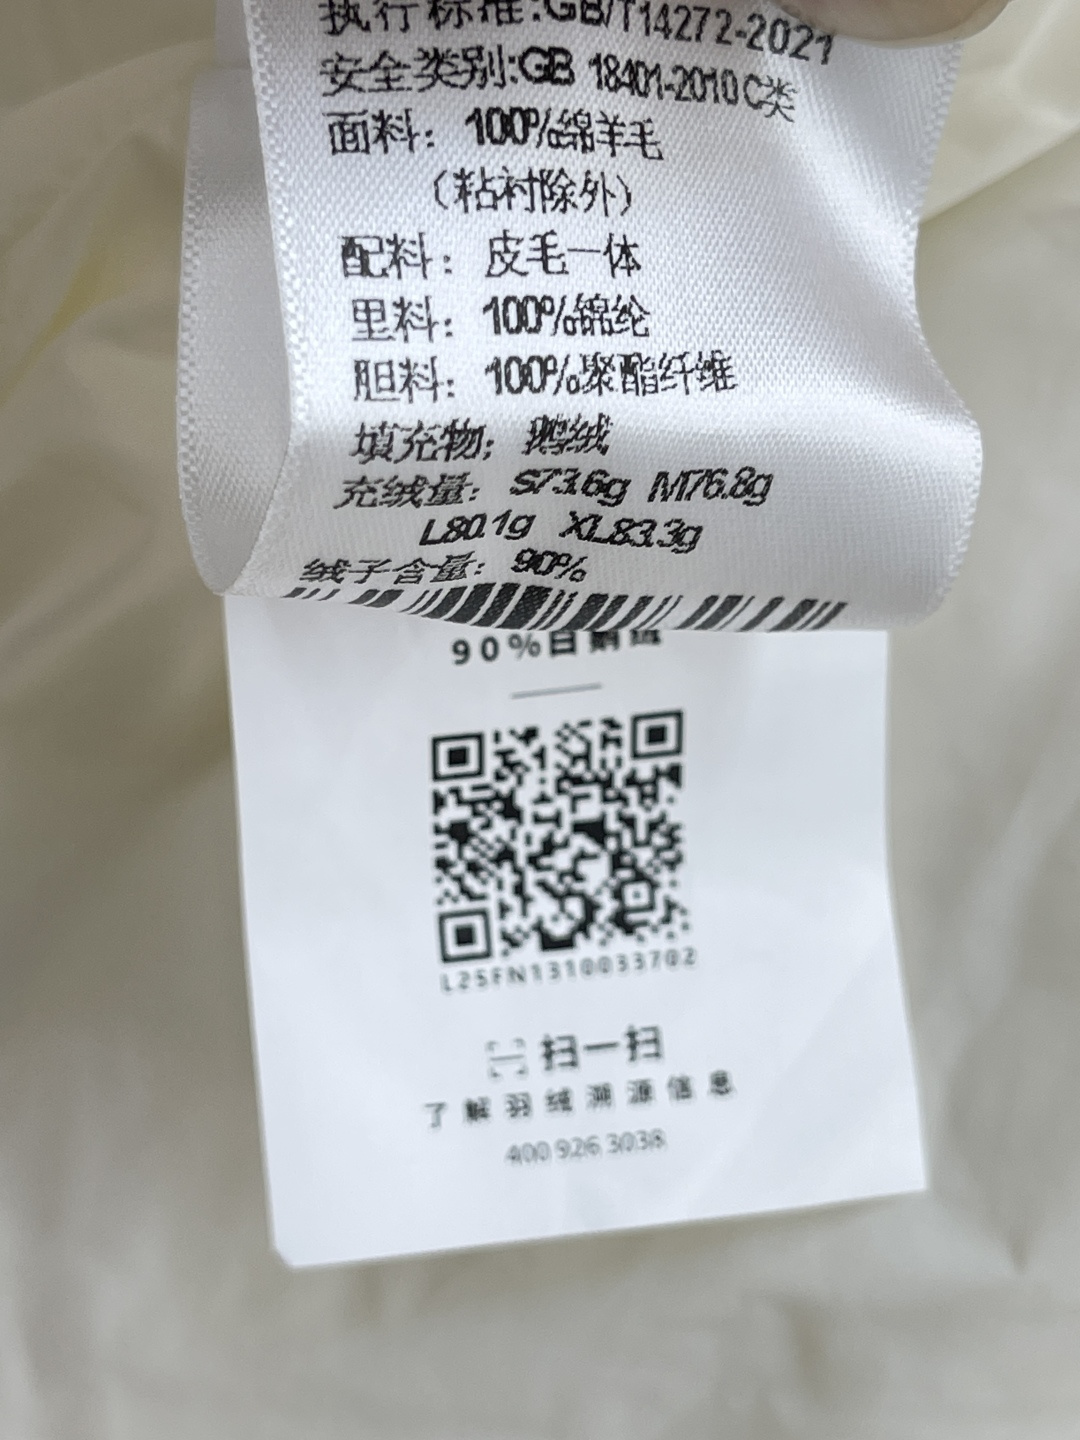 执行标准:GB/T14272-2021
安全类别:GB 18401-2010 C类
面料：100%绵羊毛
（粘衬除外）
配料：皮毛一体
里料：100%锦纶
胆料：100%聚酯纤维
填充物：鹅绒
充绒量：S73.6g M76.8g
L80.1g XL83.3g
绒子含量：90%
90%白鹅绒
L25FN1310033702
扫一扫
了解羽绒溯源信息
400 926 3038